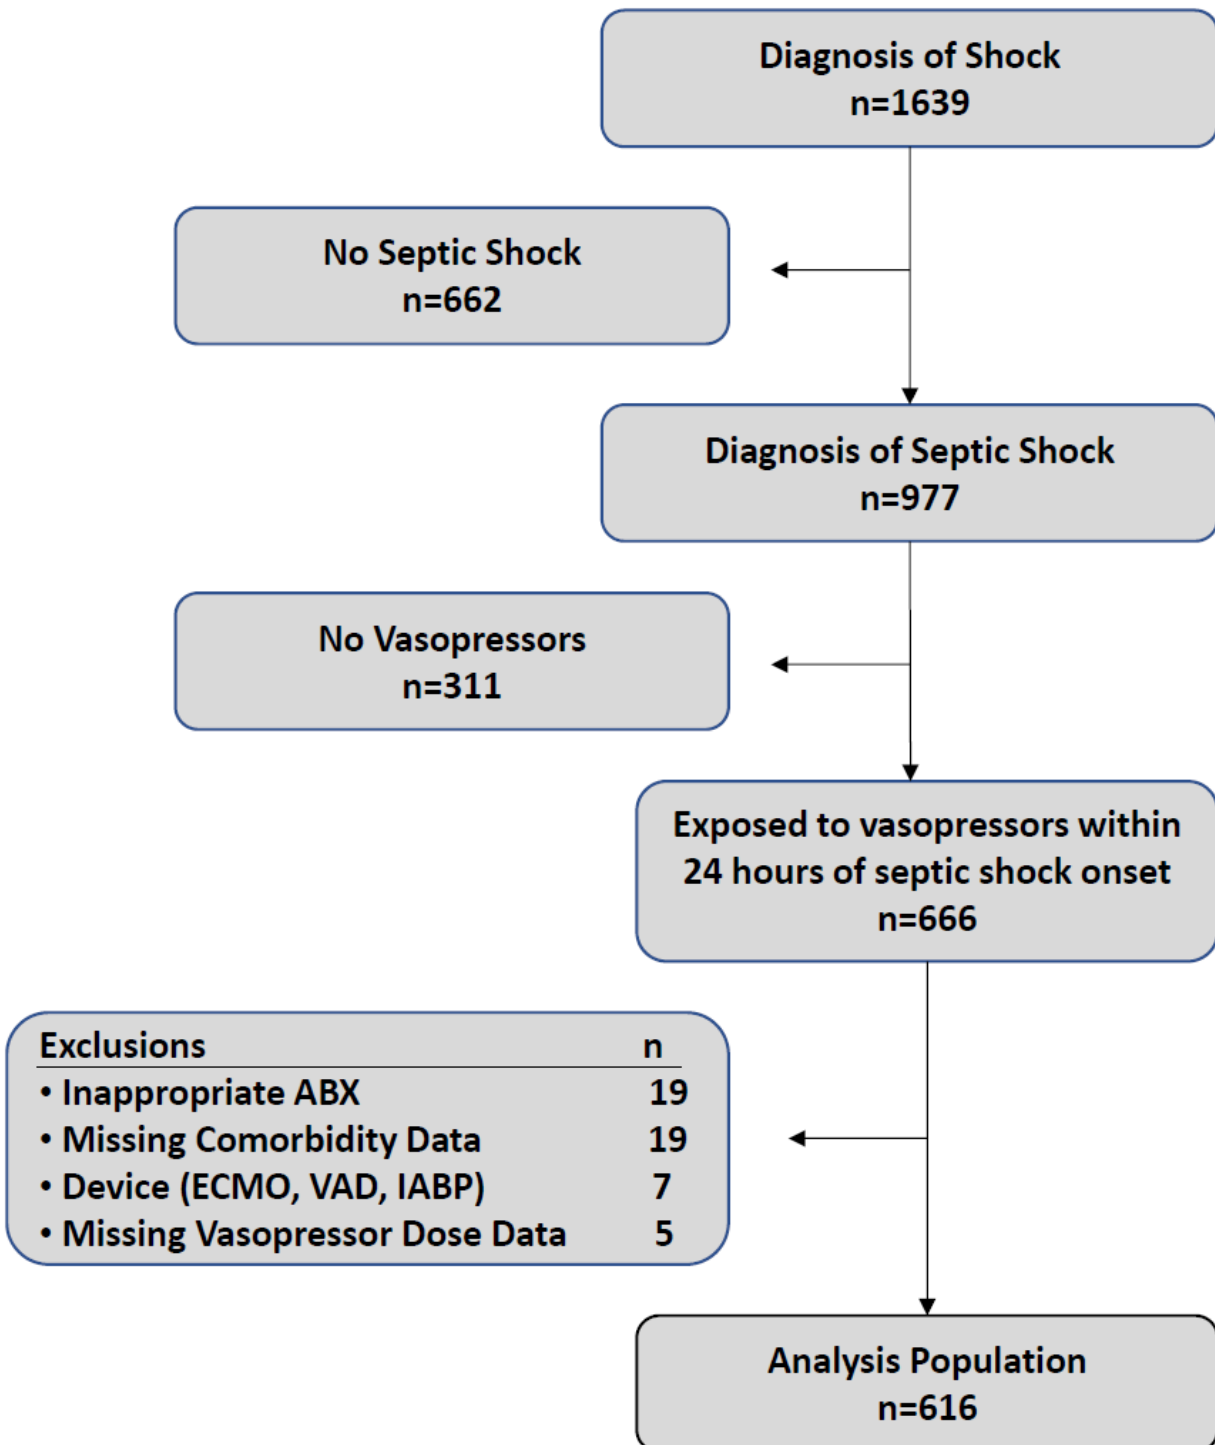 Diagnosis of Shock
n=1639
No Septic Shock
n=662
Diagnosis of Septic Shock
n=977
No Vasopressors
n=311
Exposed to vasopressors within
24 hours of septic shock onset
n=666
Exclusions n
• Inappropriate ABX 19
• Missing Comorbidity Data 19
• Device (ECMO, VAD, IABP) 7
• Missing Vasopressor Dose Data 5
Analysis Population
n=616